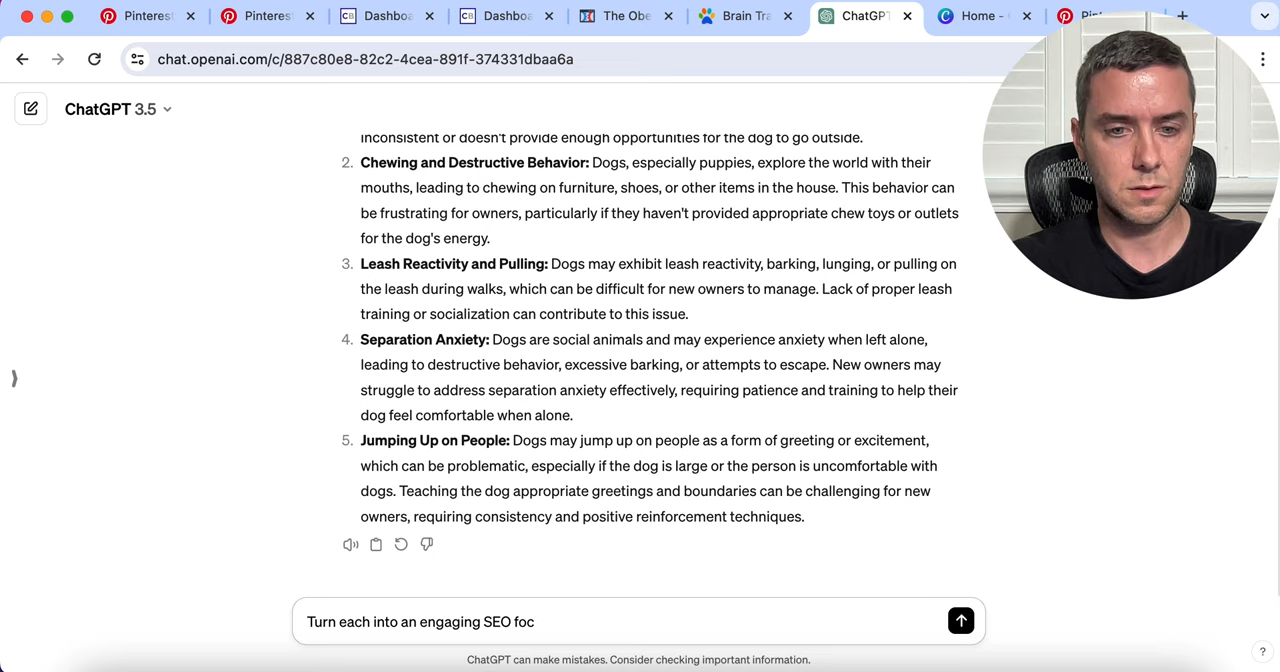 Pinteres
Pinteres
Dashboa
Dashboa
The Obe
Brain Tra
ChatGPT
Home -
Pint
chat.openai.com/c/887c80e8-82c2-4cea-891f-374381dbaa6a
ChatGPT 3.5
provide enough opportunities for the dog to go outside.
2. Chewing and Destructive Behavior: Dogs, especially puppies, explore the world with their
mouths, leading to chewing on furniture, shoes, or other items in the house. This behavior can
be frustrating for owners, particularly if they haven't provided appropriate chew toys or outlets
for the dog's energy.
3. Leash Reactivity and Pulling: Dogs may exhibit leash reactivity, barking, lunging, or pulling on
the leash during walks, which can be difficult for new owners to manage. Lack of proper leash
training or socialization can contribute to this issue.
4. Separation Anxiety: Dogs are social animals and may experience anxiety when left alone,
leading to destructive behavior, excessive barking, or attempts to escape. New owners may
struggle to address separation anxiety effectively, requiring patience and training to help their
dog feel comfortable when alone.
5. Jumping Up on People: Dogs may jump up on people as a form of greeting or excitement,
which can be problematic, especially if the dog is large or the person is uncomfortable with
dogs. Teaching the dog appropriate greetings and boundaries can be challenging for new
owners, requiring consistency and positive reinforcement techniques.
Turn each into an engaging SEO foc
ChatGPT can make mistakes. Consider checking important information.
?